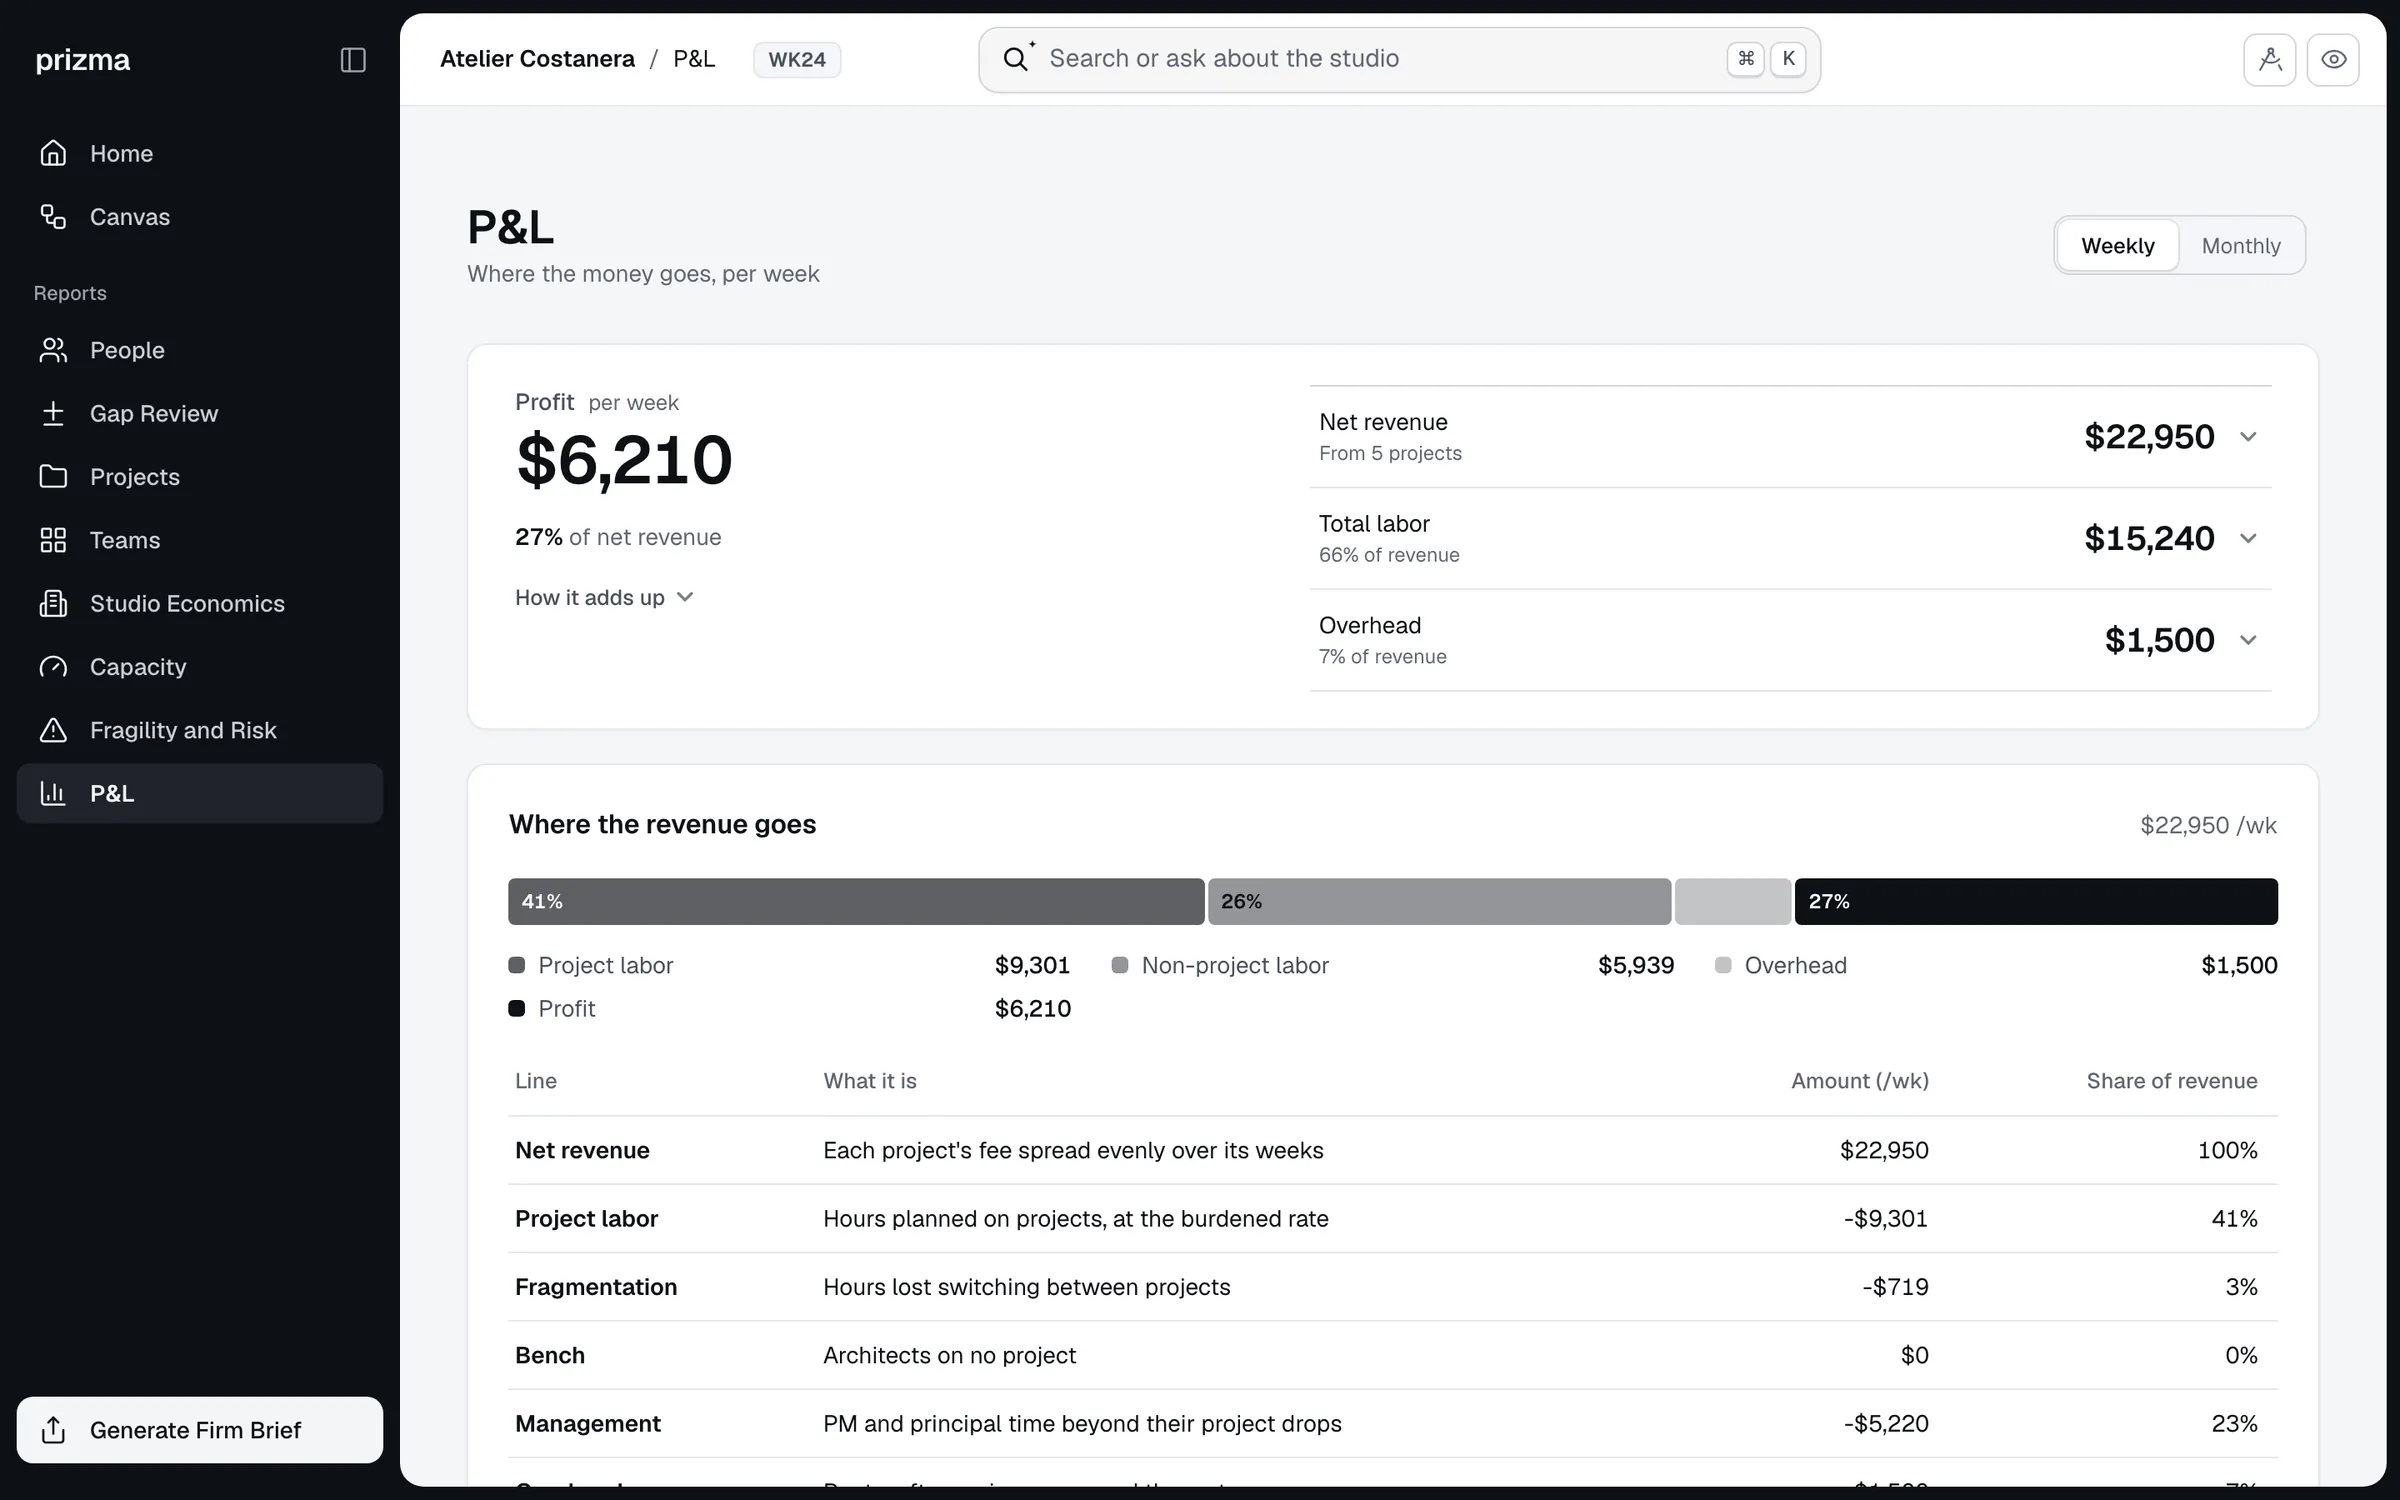 prizma
Home
Canvas
Reports
People
Gap Review
Projects
Teams
Studio Economics
Capacity
Fragility and Risk
P&L
Generate Firm Brief
Atelier Costanera / P&L WK24
Search or ask about the studio ⌘ K
P&L
Where the money goes, per week
Weekly Monthly
Profit per week
$6,210
27% of net revenue
How it adds up
Net revenue $22,950
From 5 projects
Total labor $15,240
66% of revenue
Overhead $1,500
7% of revenue
Where the revenue goes $22,950 /wk
41% 26% 27%
Project labor $9,301 Non-project labor $5,939 Overhead $1,500
Profit $6,210
Line What it is Amount (/wk) Share of revenue
Net revenue Each project's fee spread evenly over its weeks $22,950 100%
Project labor Hours planned on projects, at the burdened rate -$9,301 41%
Fragmentation Hours lost switching between projects -$719 3%
Bench Architects on no project $0 0%
Management PM and principal time beyond their project drops -$5,220 23%